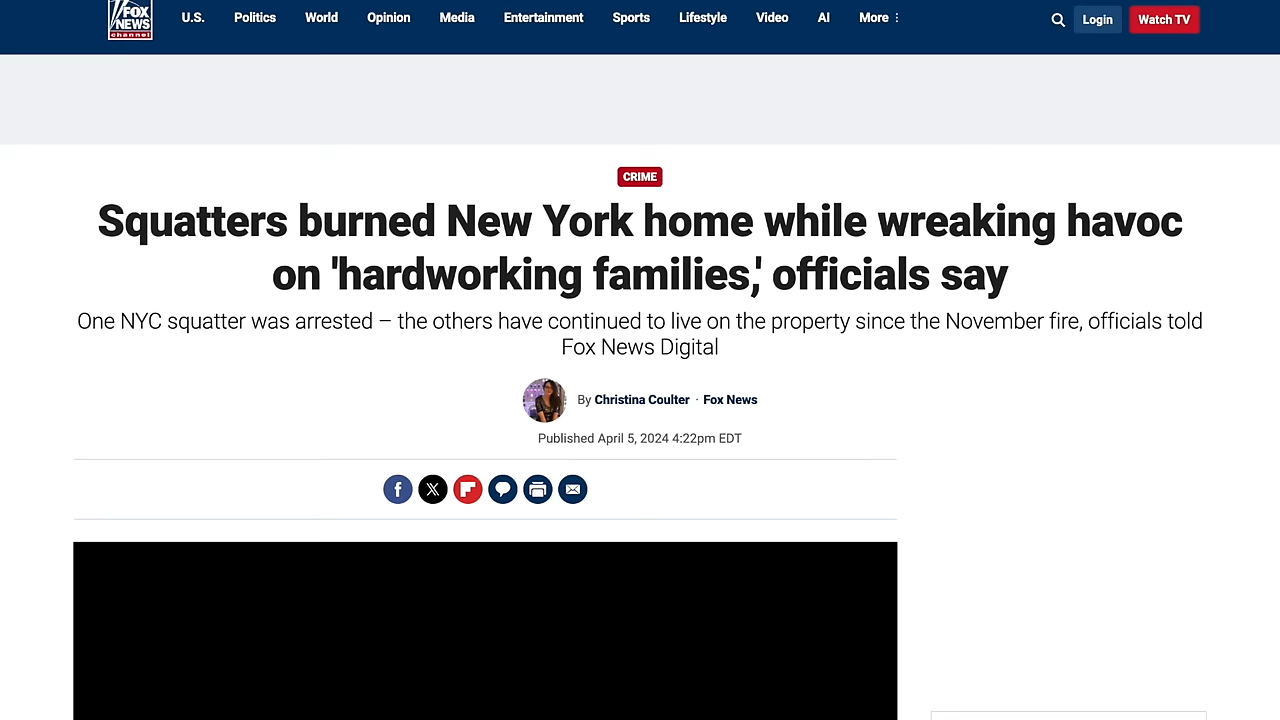 FOX
NEWS
channel
U.S. Politics World Opinion Media Entertainment Sports Lifestyle Video AI More Login Watch TV
CRIME
Squatters burned New York home while wreaking havoc
on 'hardworking families,' officials say
One NYC squatter was arrested – the others have continued to live on the property since the November fire, officials told
Fox News Digital
By Christina Coulter · Fox News
Published April 5, 2024 4:22pm EDT